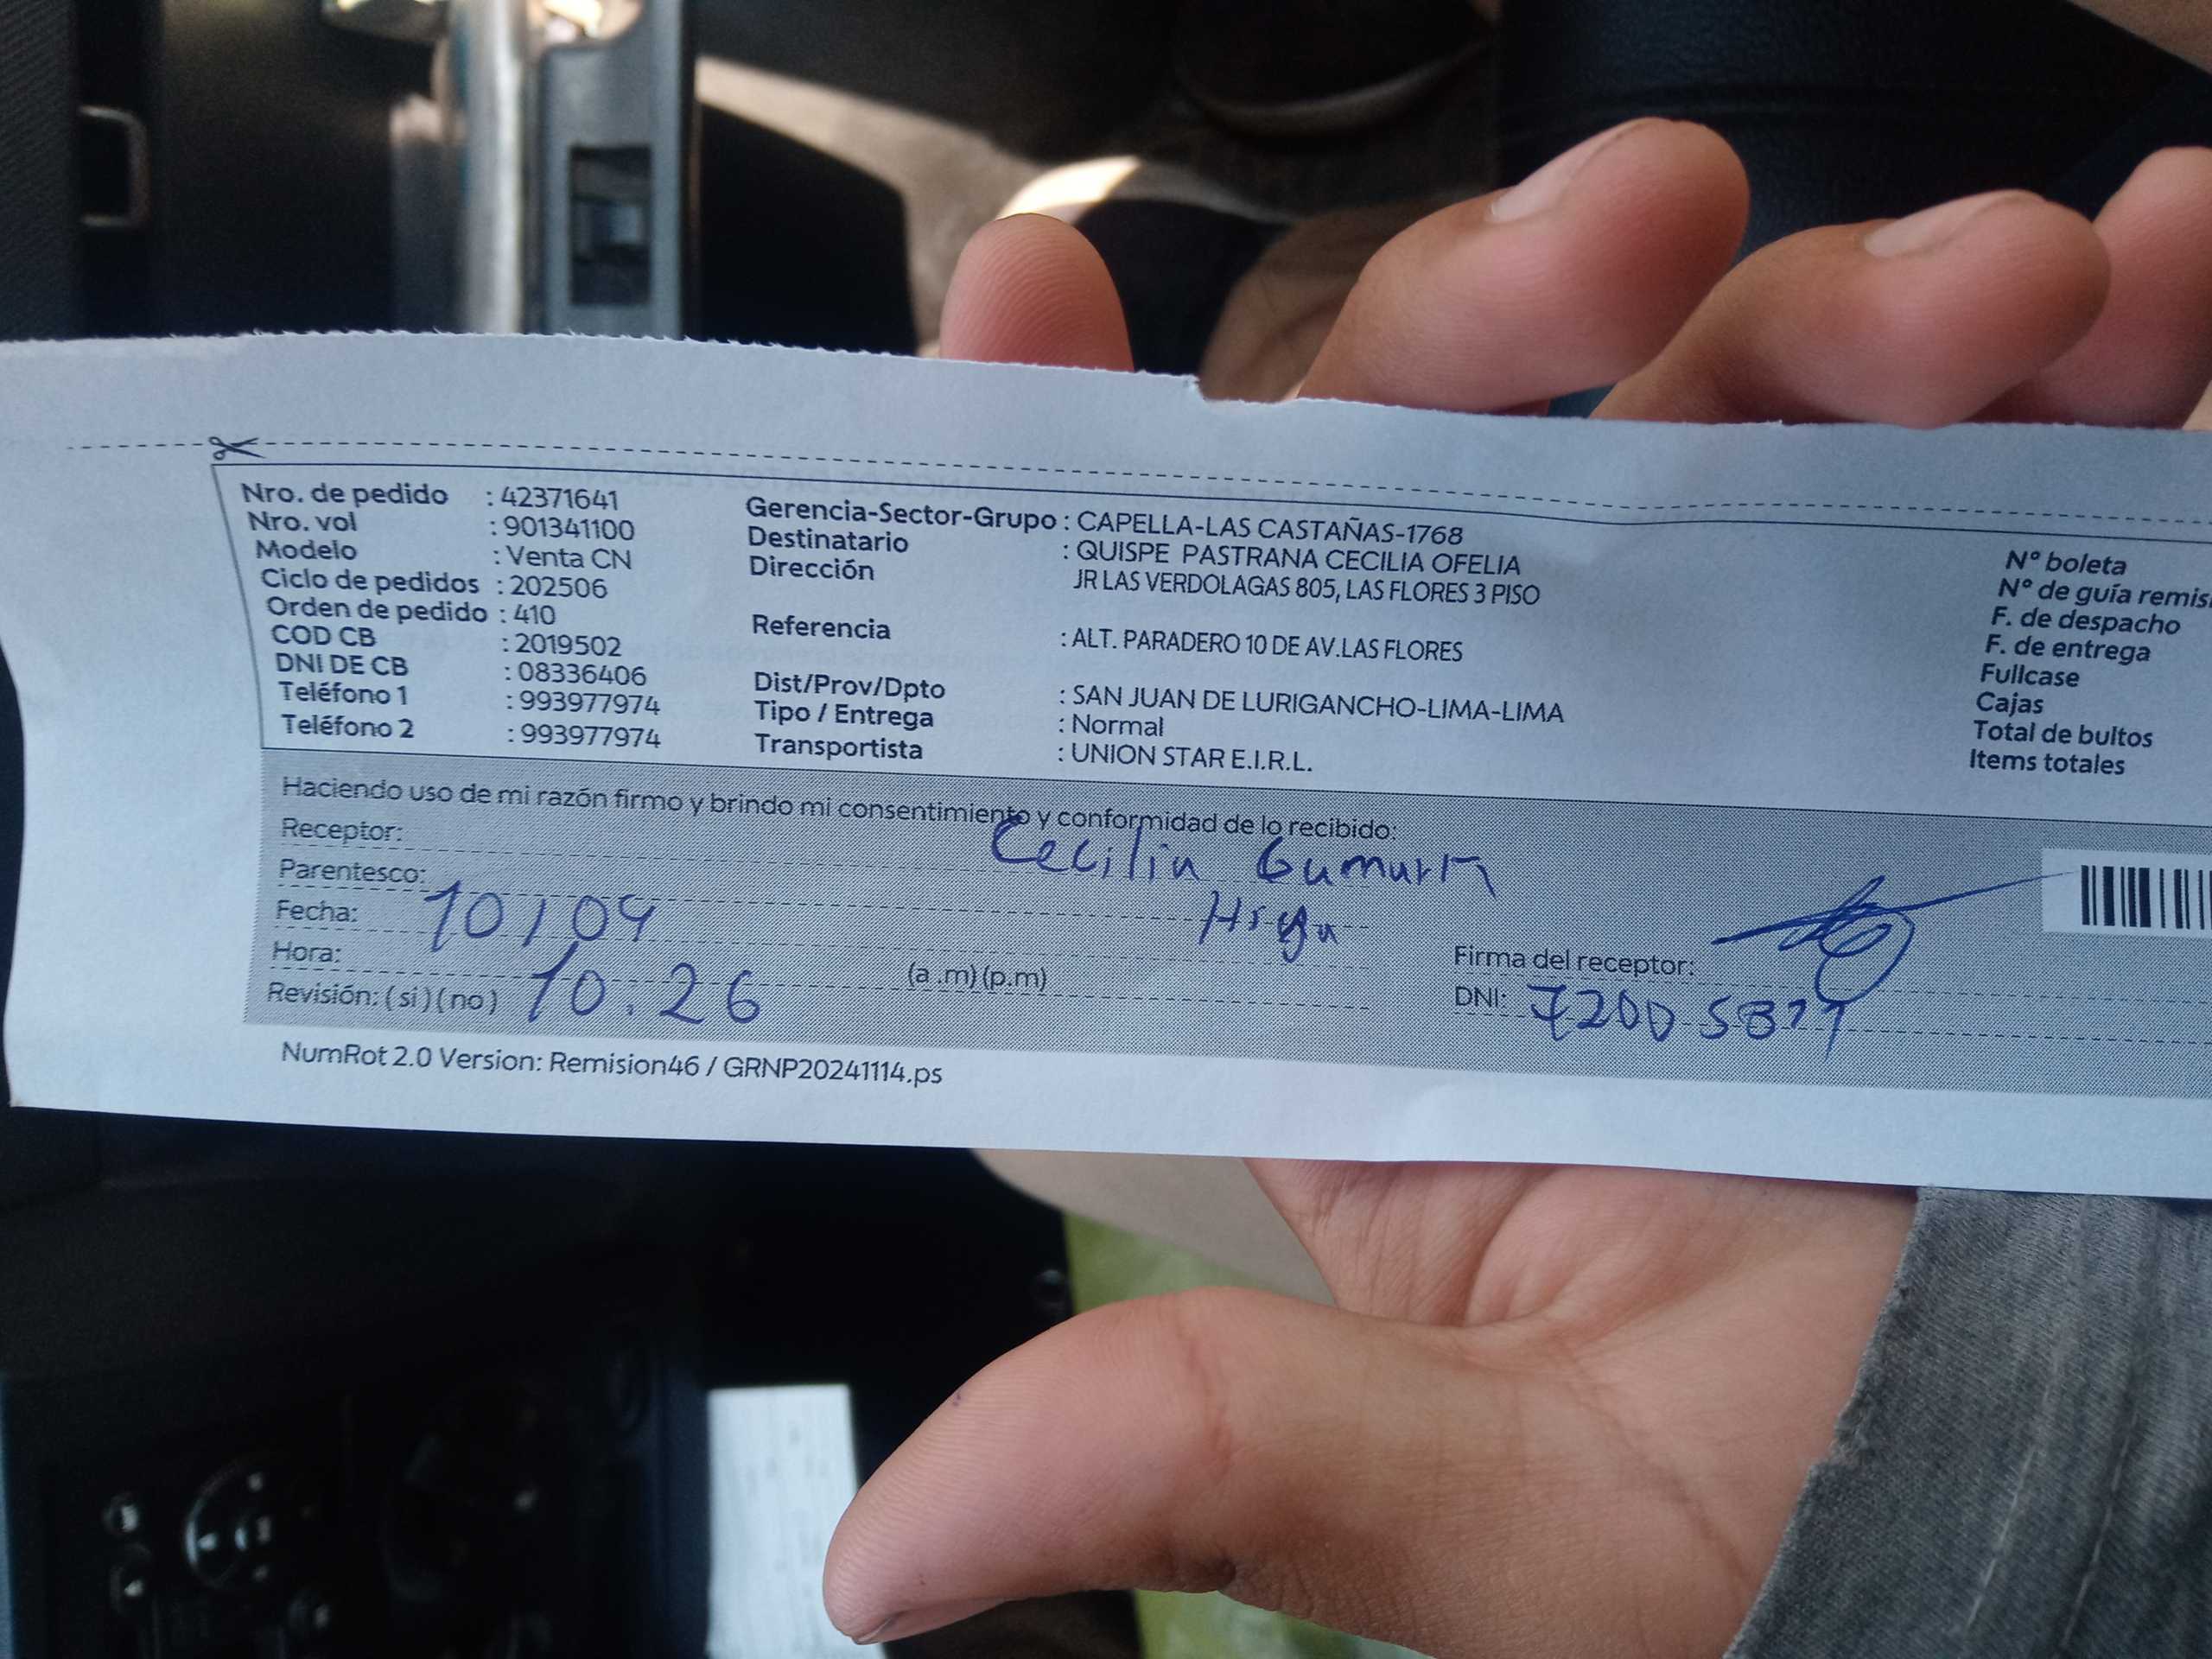 Nro. de pedido : 42371641
Nro. vol : 901341100
Modelo : Venta CN
Ciclo de pedidos : 202506
Orden de pedido : 410
COD CB : 2019502
DNI DE CB : 08336406
Teléfono 1 : 993977974
Teléfono 2 : 993977974
Gerencia-Sector-Grupo : CAPELLA-LAS CASTAÑAS-1768
Destinatario : QUISPE PASTRANA CECILIA OFELIA
Dirección JR LAS VERDOLAGAS 805, LAS FLORES 3 PISO
Referencia : ALT. PARADERO 10 DE AV.LAS FLORES
Dist/Prov/Dpto : SAN JUAN DE LURIGANCHO-LIMA-LIMA
Tipo / Entrega : Normal
Transportista : UNION STAR E.I.R.L.
N° boleta
N° de guía remisi
F. de despacho
F. de entrega
Fullcase
Cajas
Total de bultos
Items totales
Haciendo uso de mi razón firmo y brindo mi consentimiento y conformidad de lo recibido:
Receptor: Cecilia
Parentesco:
Fecha: 10/04
Hora: 10:26 (a .m) (p.m)
Revisión: ( si ) ( no )
Firma del receptor:
DNI:
NumRot 2.0 Version: Remision46 / GRNP20241114.ps